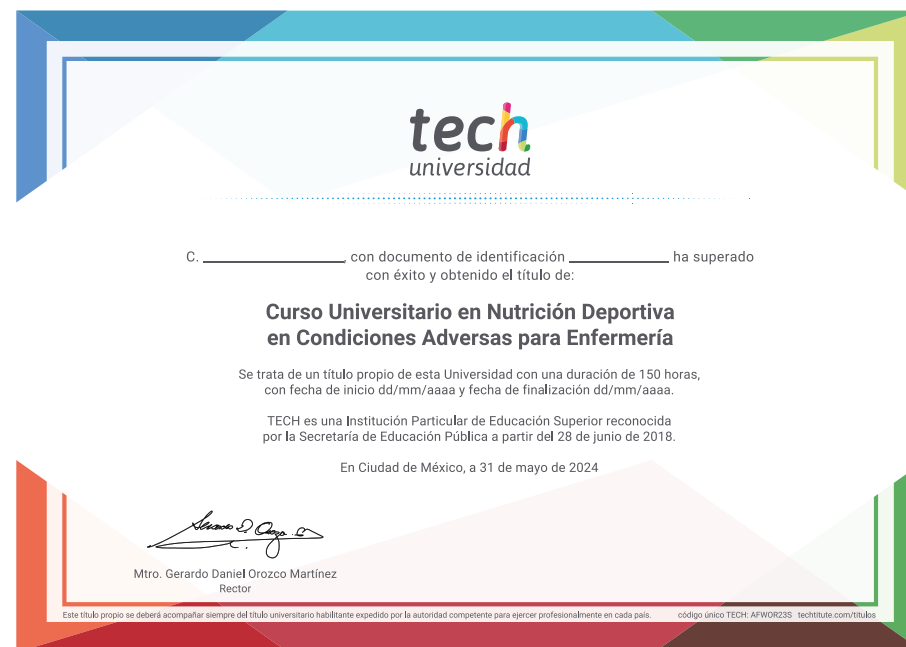 tech
universidad
C. ____________________, con documento de identificación ______________ ha superado
con éxito y obtenido el título de:
Curso Universitario en Nutrición Deportiva
en Condiciones Adversas para Enfermería
Se trata de un título propio de esta Universidad con una duración de 150 horas,
con fecha de inicio dd/mm/aaaa y fecha de finalización dd/mm/aaaa.
TECH es una Institución Particular de Educación Superior reconocida
por la Secretaría de Educación Pública a partir del 28 de junio de 2018.
En Ciudad de México, a 31 de mayo de 2024
Mtro. Gerardo Daniel Orozco Martínez
Rector
Este título propio se deberá acompañar siempre del título universitario habilitante expedido por la autoridad competente para ejercer profesionalmente en cada país. código único TECH: AFWOR23S techtitute.com/titulos